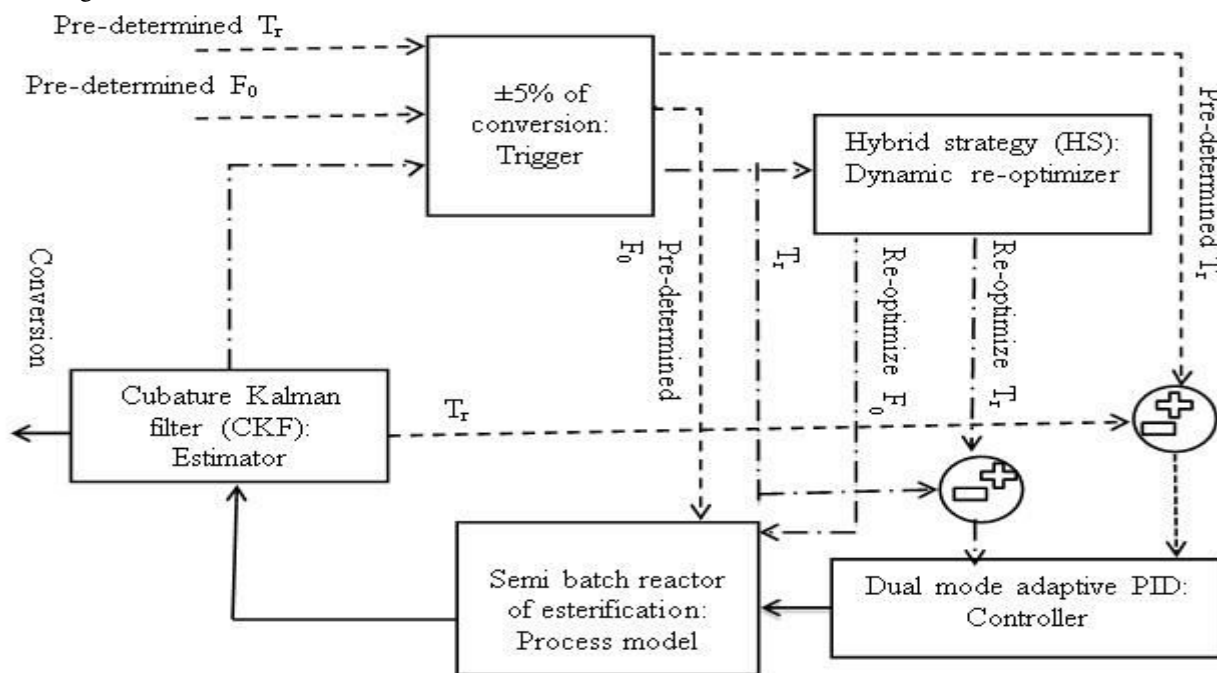 Pre-determined Tr
Pre-determined F0
±5% of
conversion:
Trigger
Hybrid strategy (HS):
Dynamic re-optimizer
Pre-determined Tr
Pre-determined
F0
Tr
Re-optimize F0
Re-optimize Tr
Conversion
Cubature Kalman
filter (CKF):
Estimator
Tr
Semi batch reactor
of esterification:
Process model
Dual mode adaptive PID:
Controller